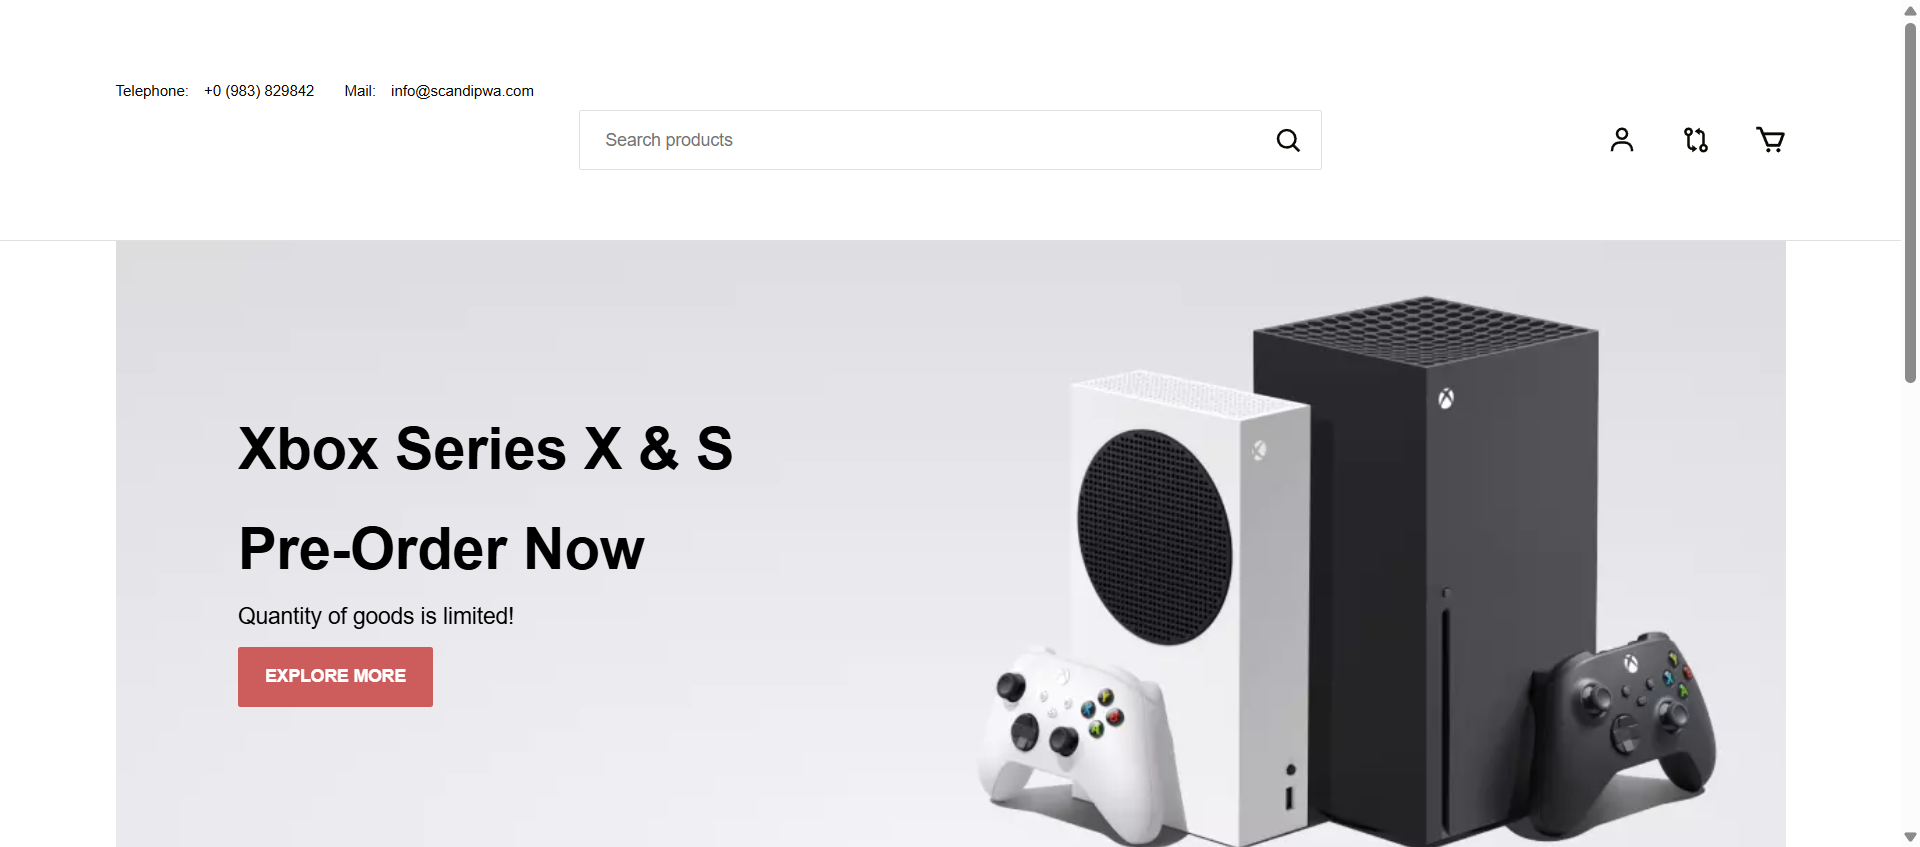 Telephone: +0 (983) 829842 Mail: info@scandipwa.com
Search products
Xbox Series X & S
Pre-Order Now
Quantity of goods is limited!
EXPLORE MORE